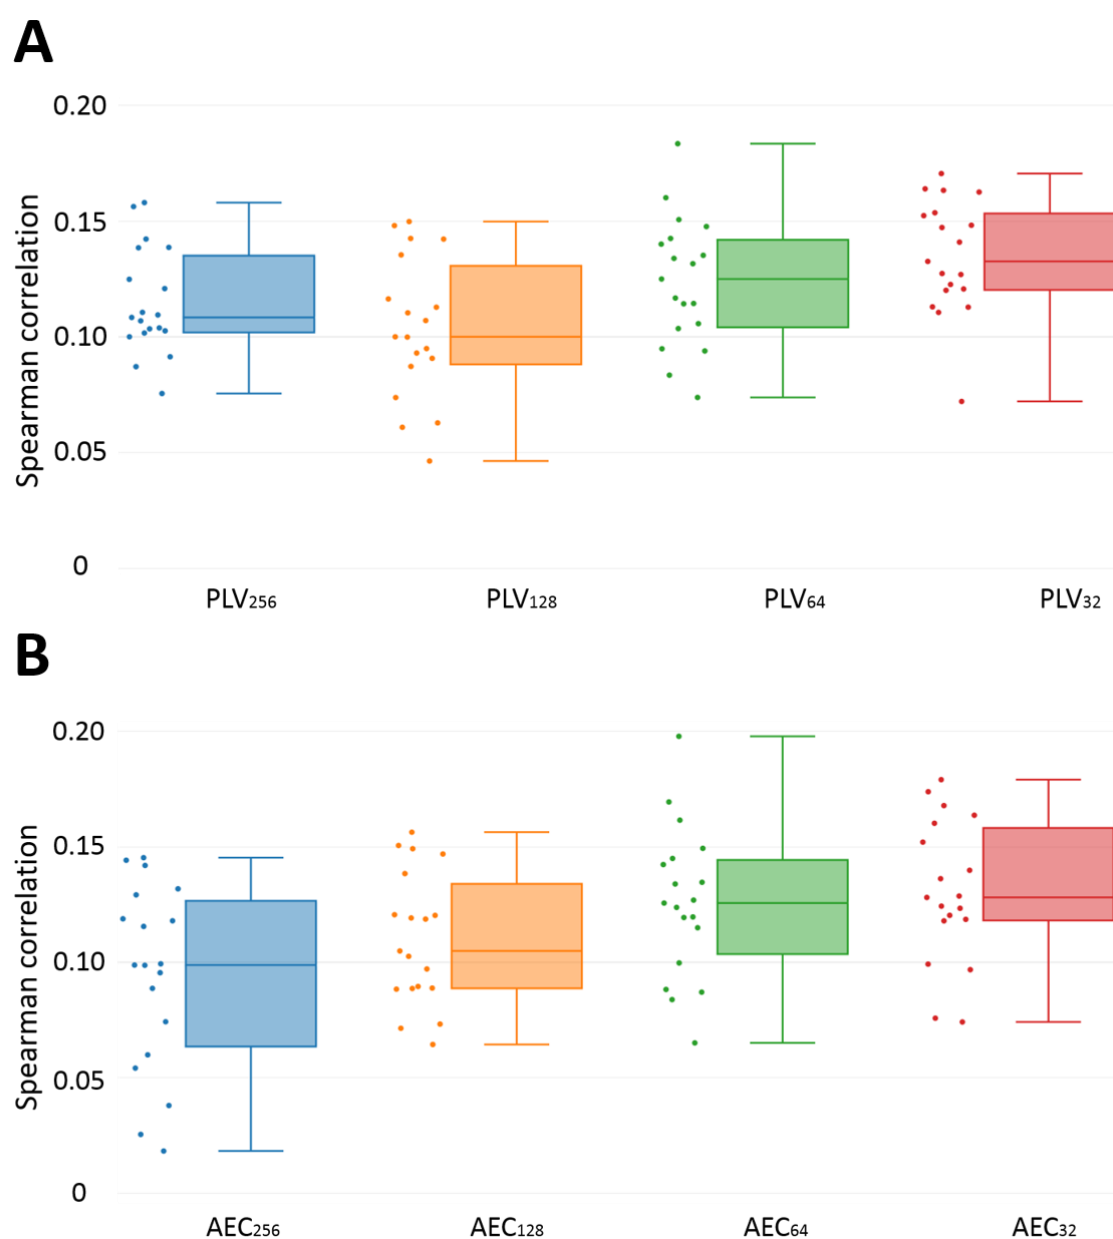 A
0.20
0.15
0.10
0.05
0
Spearman correlation
PLV256 PLV128 PLV64 PLV32
B
0.20
0.15
0.10
0.05
0
Spearman correlation
AEC256 AEC128 AEC64 AEC32